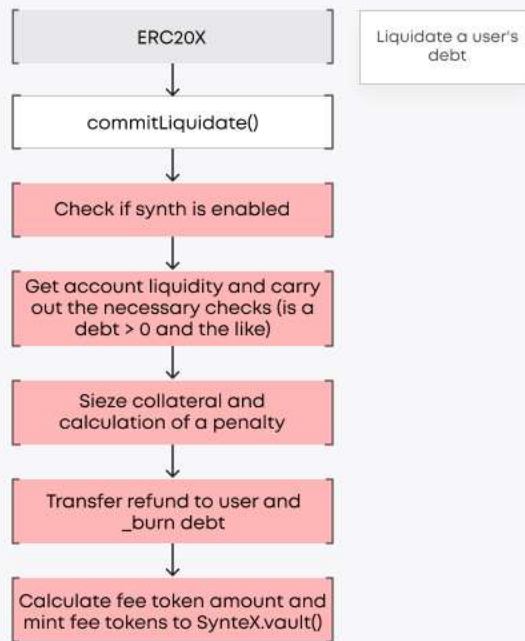 ERC20X
Liquidate a user's
debt
commitLiquidate()
Check if synth is enabled
Get account liquidity and carry
out the necessary checks (is a
debt > 0 and the like)
Sieze collateral and
calculation of a penalty
Transfer refund to user and
_burn debt
Calculate fee token amount and
mint fee tokens to SynteX.vault()